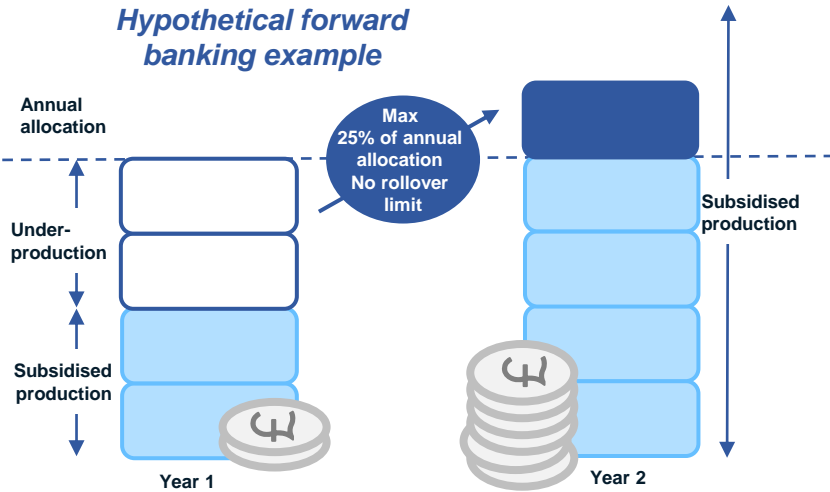 Hypothetical forward
banking example
Annual
allocation
Max
25% of annual
allocation
No rollover
limit
Under-
production
Subsidised
production
Subsidised
production
£
£
Year 1
Year 2